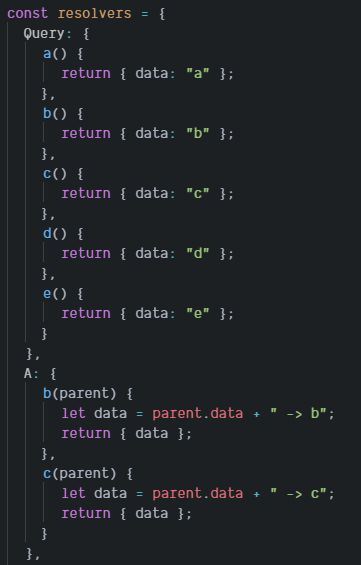 const resolvers = {
  Query: {
    a() {
      return { data: "a" };
    },
    b() {
      return { data: "b" };
    },
    c() {
      return { data: "c" };
    },
    d() {
      return { data: "d" };
    },
    e() {
      return { data: "e" };
    }
  },
  A: {
    b(parent) {
      let data = parent.data + " -> b";
      return { data };
    },
    c(parent) {
      let data = parent.data + " -> c";
      return { data };
    }
  },